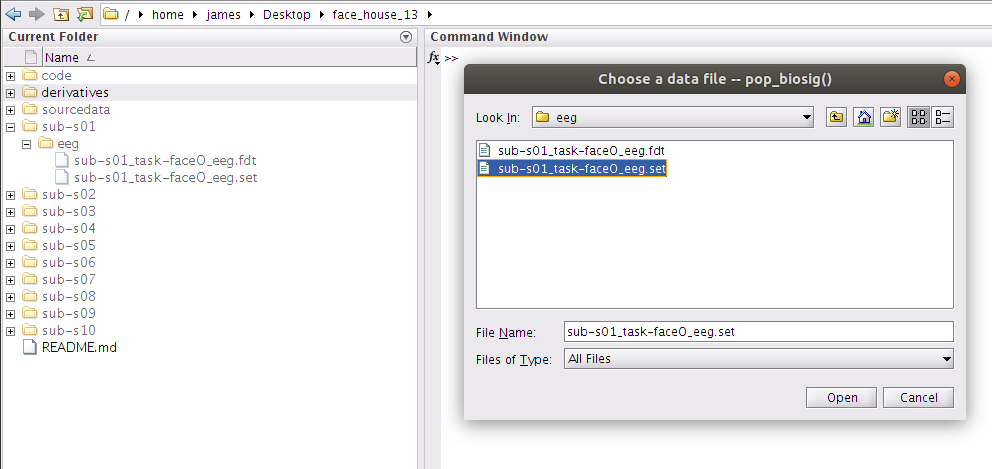 / home james Desktop face_house_13
Current Folder
Name
code
derivatives
sourcedata
sub-s01
eeg
sub-s01_task-faceO_eeg.fdt
sub-s01_task-faceO_eeg.set
sub-s02
sub-s03
sub-s04
sub-s05
sub-s06
sub-s07
sub-s08
sub-s09
sub-s10
README.md
Command Window
fx >>
Choose a data file -- pop_biosig()
Look In: eeg
sub-s01_task-faceO_eeg.fdt
sub-s01_task-faceO_eeg.set
File Name: sub-s01_task-faceO_eeg.set
Files of Type: All Files
Open Cancel